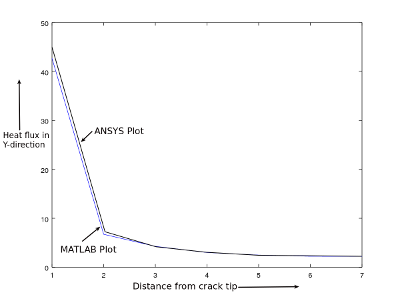 50
40
30
20
10
0
Heat flux in
Y-direction
ANSYS Plot
MATLAB Plot
1 2 3 4 5 6 7
Distance from crack tip